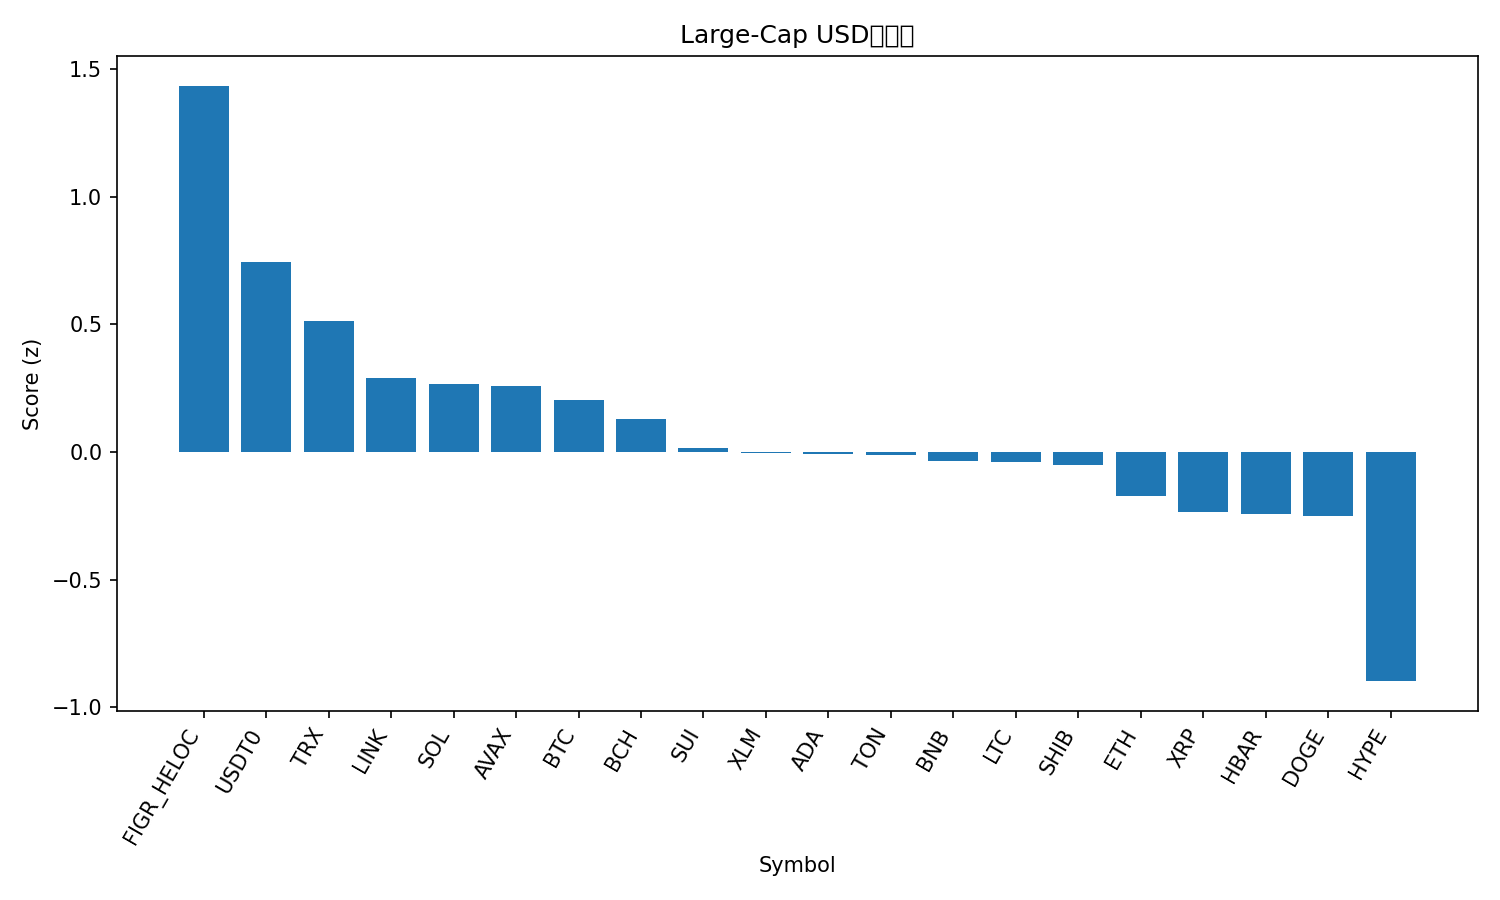 Large-Cap USD
Score (z)
1.5
1.0
0.5
0.0
−0.5
−1.0
FIGR_HELOC
USDT0
TRX
LINK
SOL
AVAX
BTC
BCH
SUI
XLM
ADA
TON
BNB
LTC
SHIB
ETH
XRP
HBAR
DOGE
HYPE
Symbol